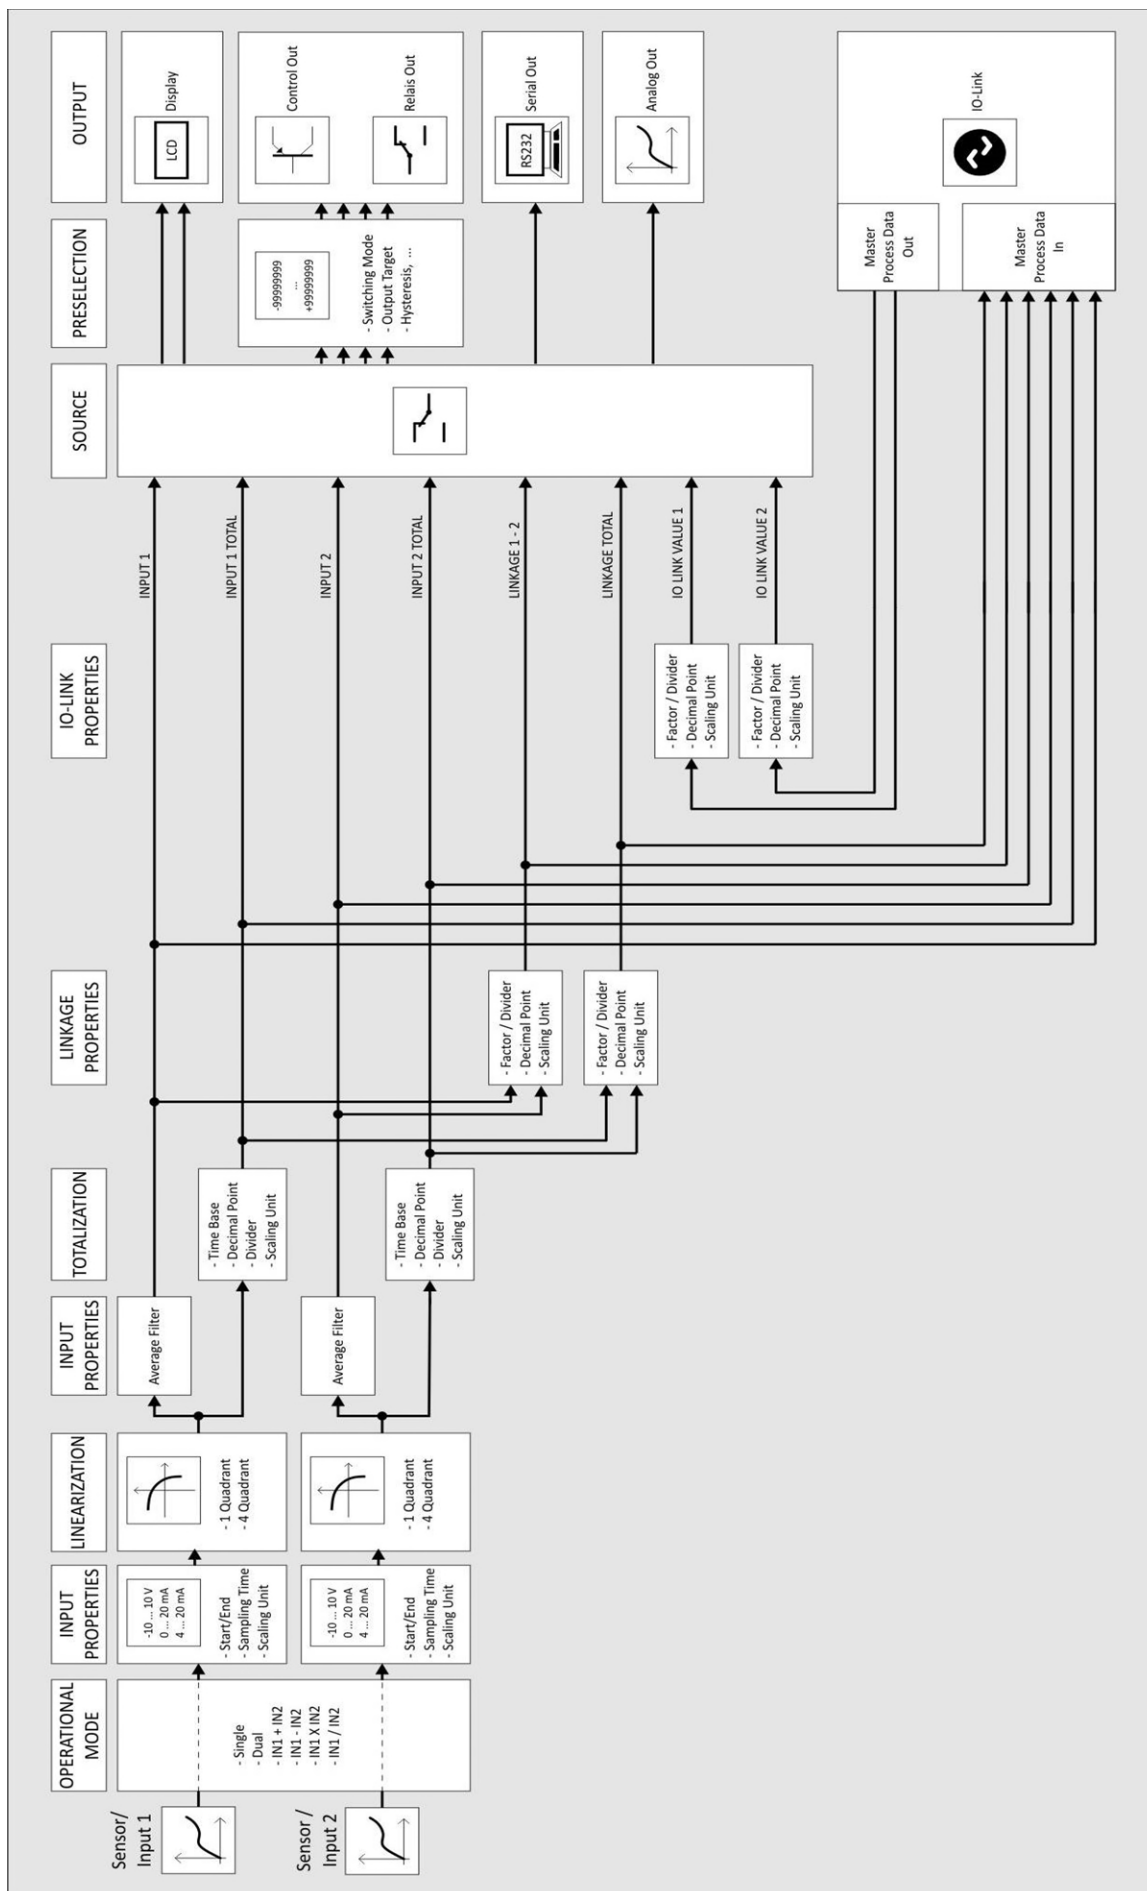 Sensor/
Input 1
Sensor /
Input 2
OPERATIONAL
MODE
- Single
- Dual
- IN1 + IN2
- IN1 - IN2
- IN1 X IN2
- IN1 / IN2
INPUT
PROPERTIES
-10 ... 10 V
0 ... 20 mA
4 ... 20 mA
- Start/End
- Sampling Time
- Scaling Unit
-10 ... 10 V
0 ... 20 mA
4 ... 20 mA
- Start/End
- Sampling Time
- Scaling Unit
LINEARIZATION
- 1 Quadrant
- 4 Quadrant
- 1 Quadrant
- 4 Quadrant
INPUT
PROPERTIES
Average Filter
Average Filter
TOTALIZATION
- Time Base
- Decimal Point
- Divider
- Scaling Unit
- Time Base
- Decimal Point
- Divider
- Scaling Unit
LINKAGE
PROPERTIES
- Factor / Divider
- Decimal Point
- Scaling Unit
- Factor / Divider
- Decimal Point
- Scaling Unit
IO-LINK
PROPERTIES
- Factor / Divider
- Decimal Point
- Scaling Unit
- Factor / Divider
- Decimal Point
- Scaling Unit
INPUT 1
INPUT 1 TOTAL
INPUT 2
INPUT 2 TOTAL
LINKAGE 1 - 2
LINKAGE TOTAL
IO LINK VALUE 1
IO LINK VALUE 2
SOURCE
PRESELECTION
-99999999
...
+99999999
- Switching Mode
- Output Target
- Hysteresis, ...
OUTPUT
Display
LCD
Control Out
Relais Out
Serial Out
RS232
Analog Out
IO-Link
Master
Process Data
Out
Master
Process Data
In